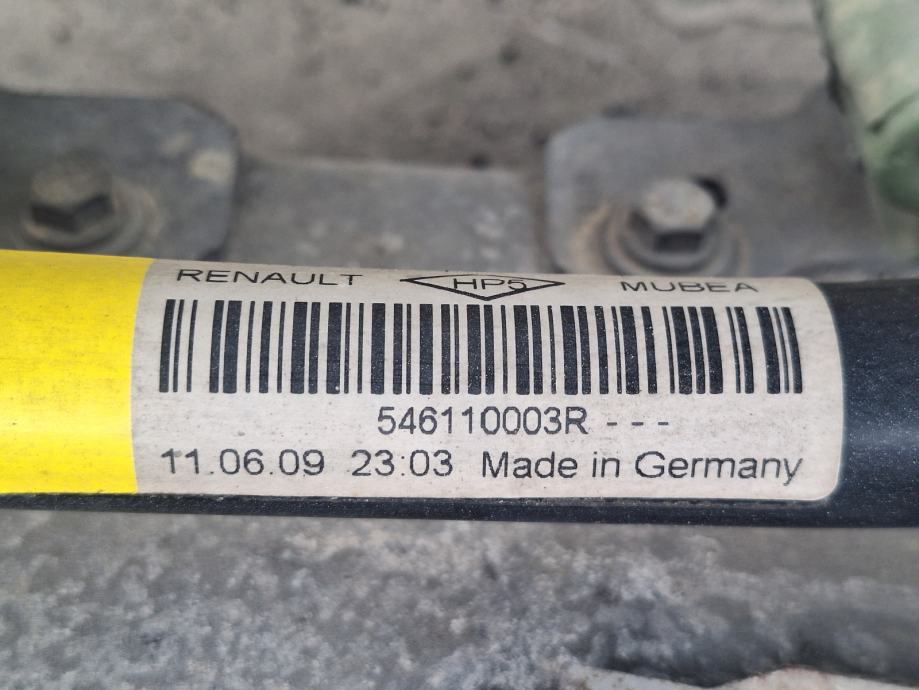 RENAULT HP5 MUBEA
546110003R - - -
11.06.09 23:03 Made in Germany